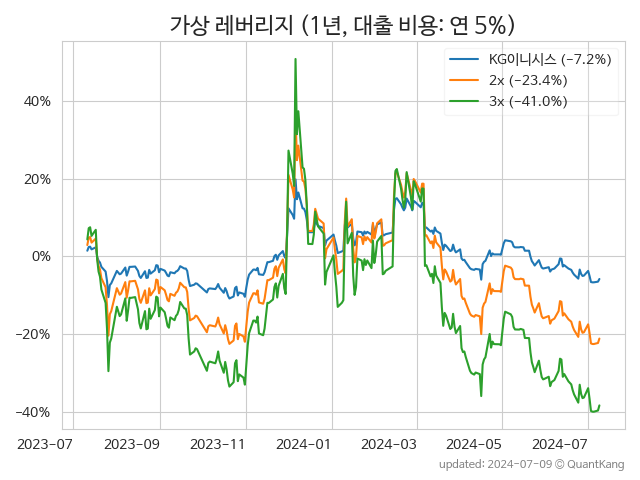 가상 레버리지 (1년, 대출 비용: 연 5%)
KG이니시스 (−7.2%)
2x (−23.4%)
3x (−41.0%)
40%
20%
0%
−20%
−40%
2023-07 2023-09 2023-11 2024-01 2024-03 2024-05 2024-07
updated: 2024-07-09 © QuantKang